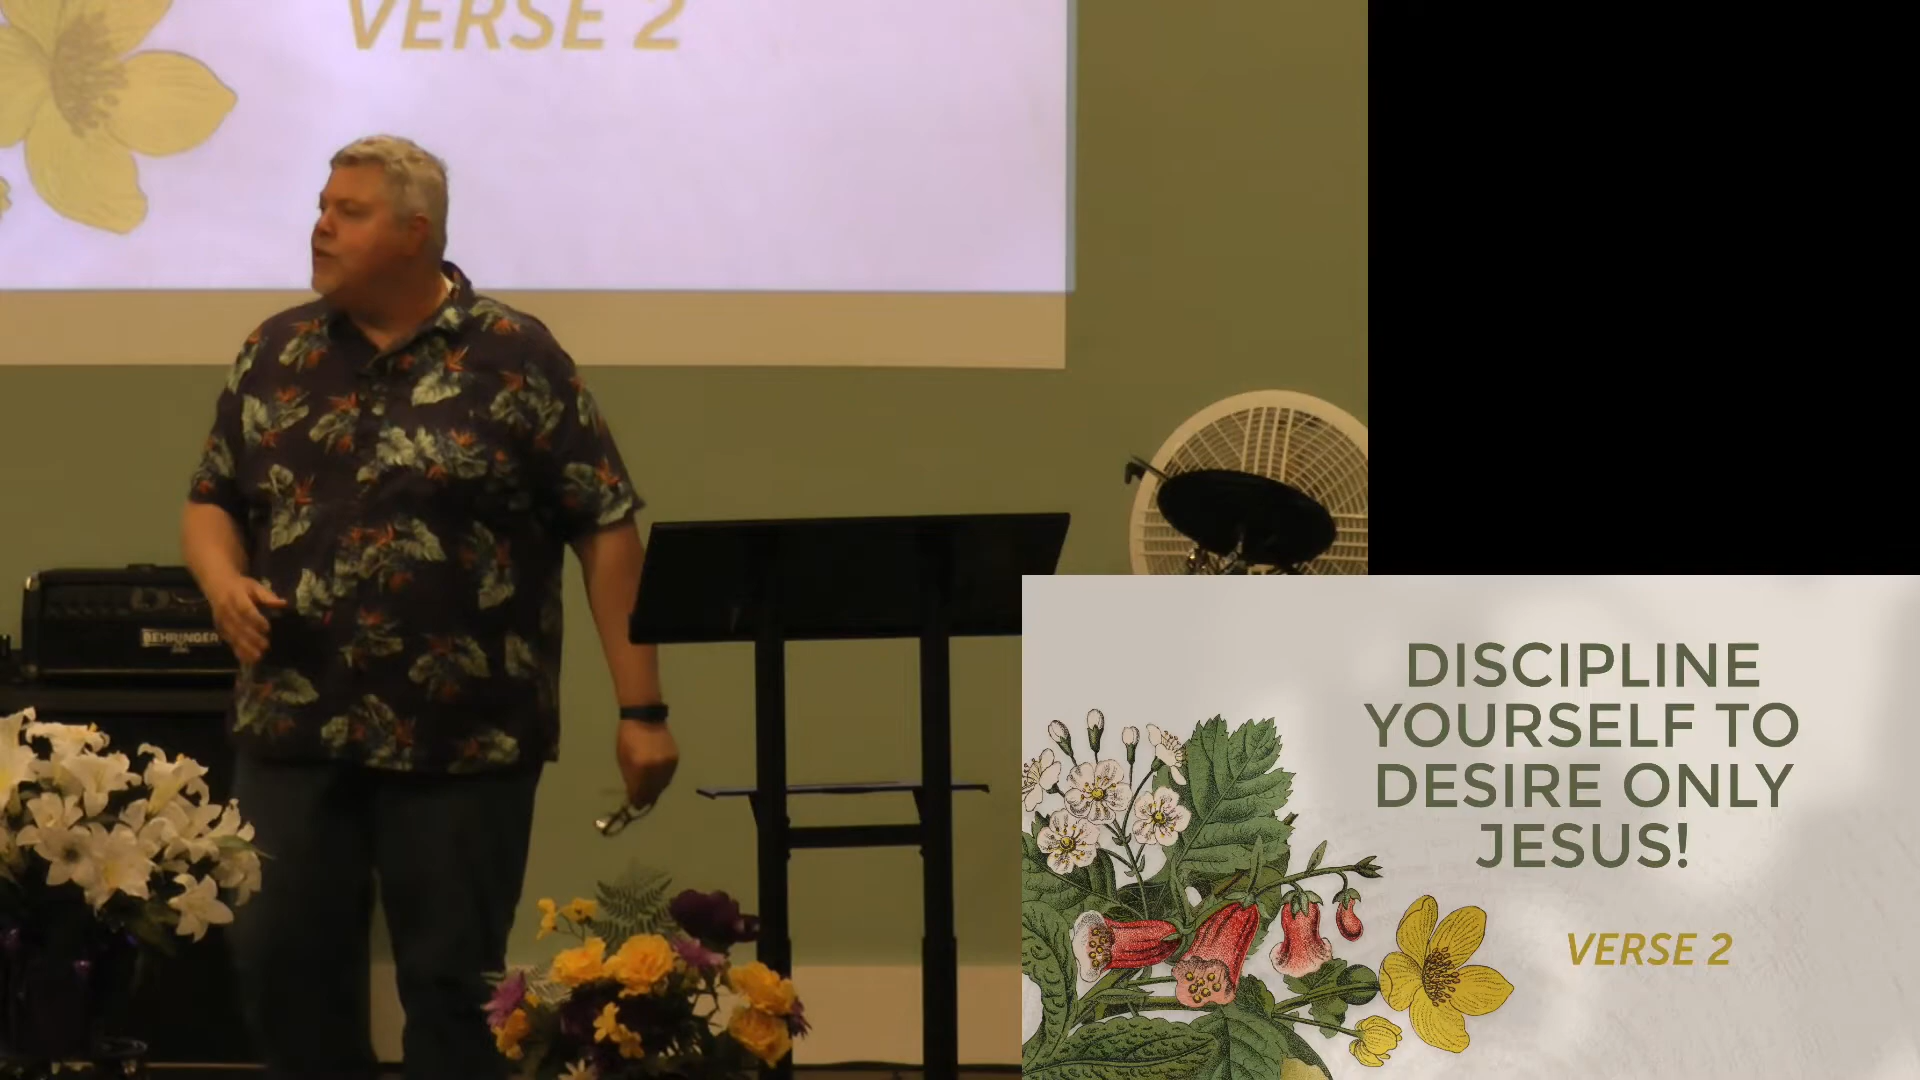 VERSE 2
BEHRINGER
DISCIPLINE
YOURSELF TO
DESIRE ONLY
JESUS!
VERSE 2